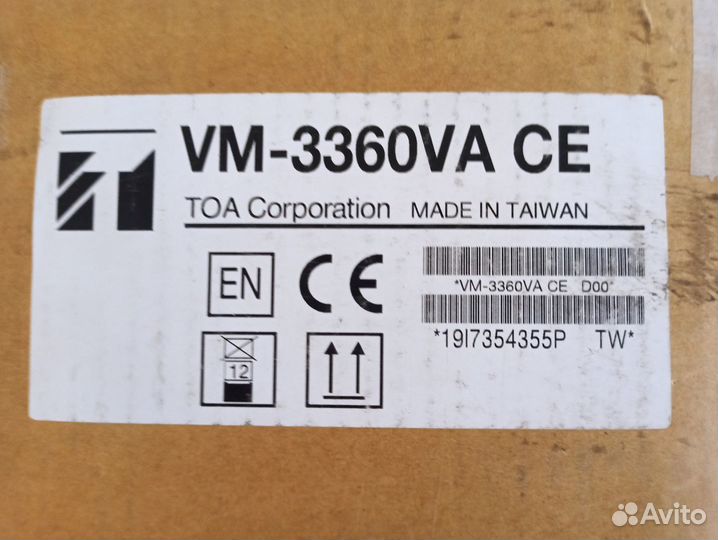 VM-3360VA CE
TOA Corporation MADE IN TAIWAN
EN CE
*VM-3360VA CE D00*
*19I7354355P TW*
12
Avito